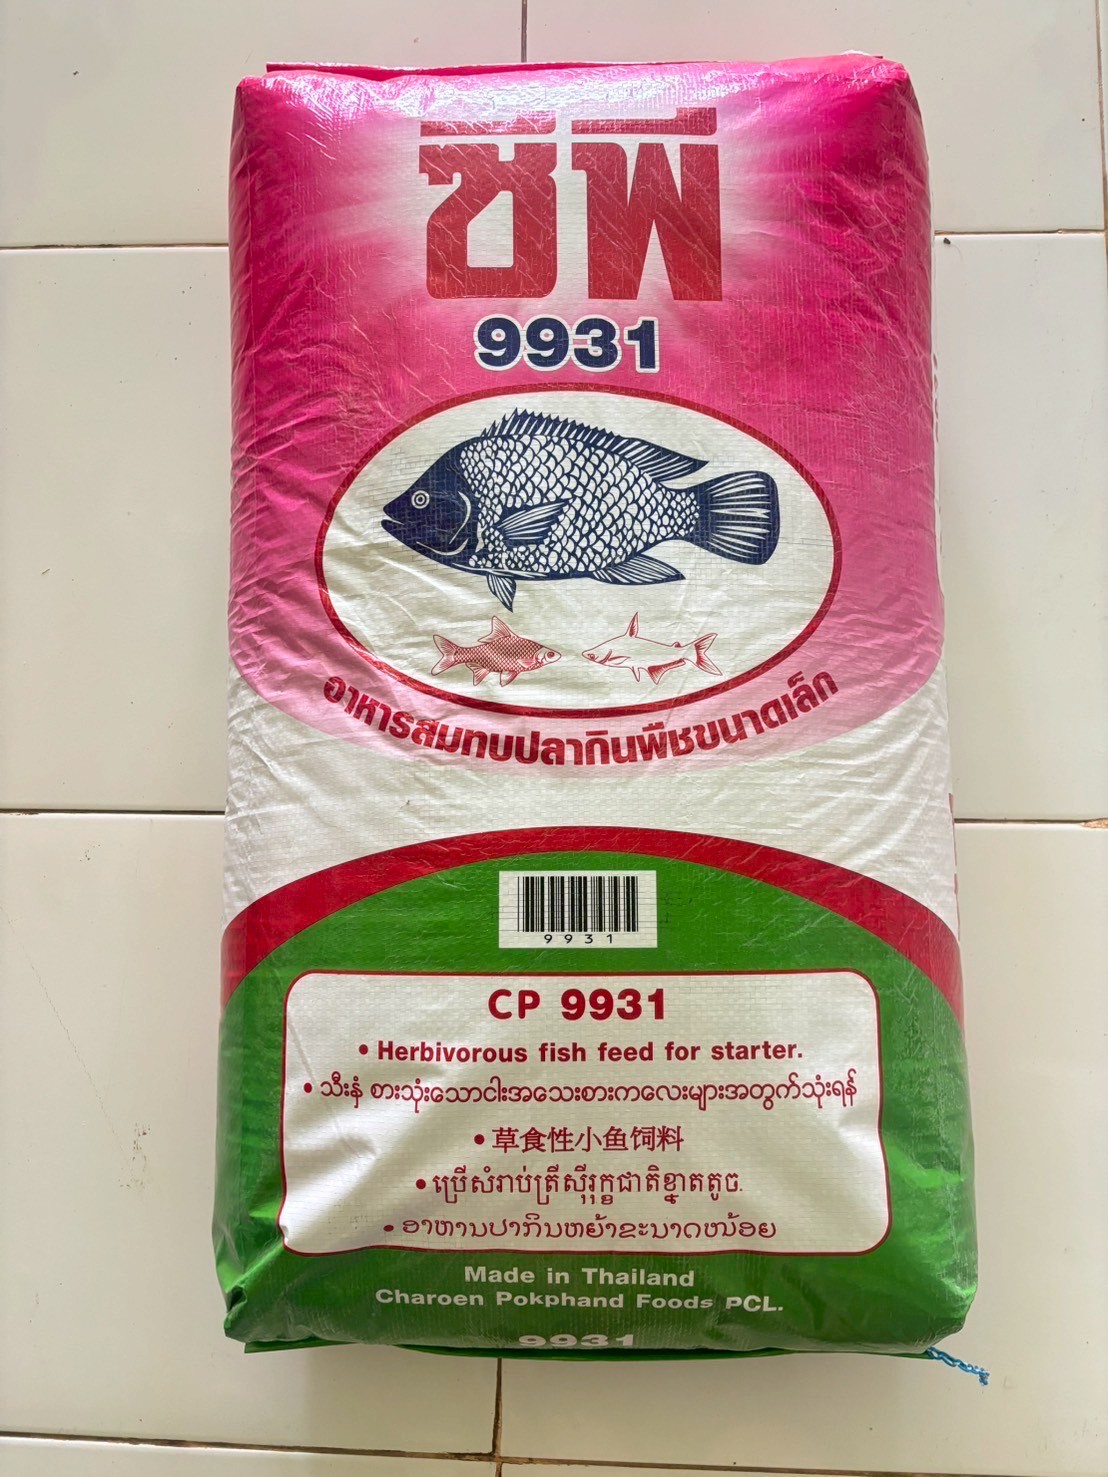 ซีพี
9931
อาหารสมทบปลากินพืชขนาดเล็ก
9931
CP 9931
• Herbivorous fish feed for starter.
• သီးနှံ စားသုံးသောငါးအသေးစားကလေးများအတွက်သုံးရန်
• 草食性小鱼饲料
• ប្រើសំរាប់ត្រីស៊ីរុក្ខជាតិខ្នាតតូច.
• ອາຫານປາກິນຫຍ້າຂະນາດໜ້ອຍ
Made in Thailand
Charoen Pokphand Foods PCL.
9931